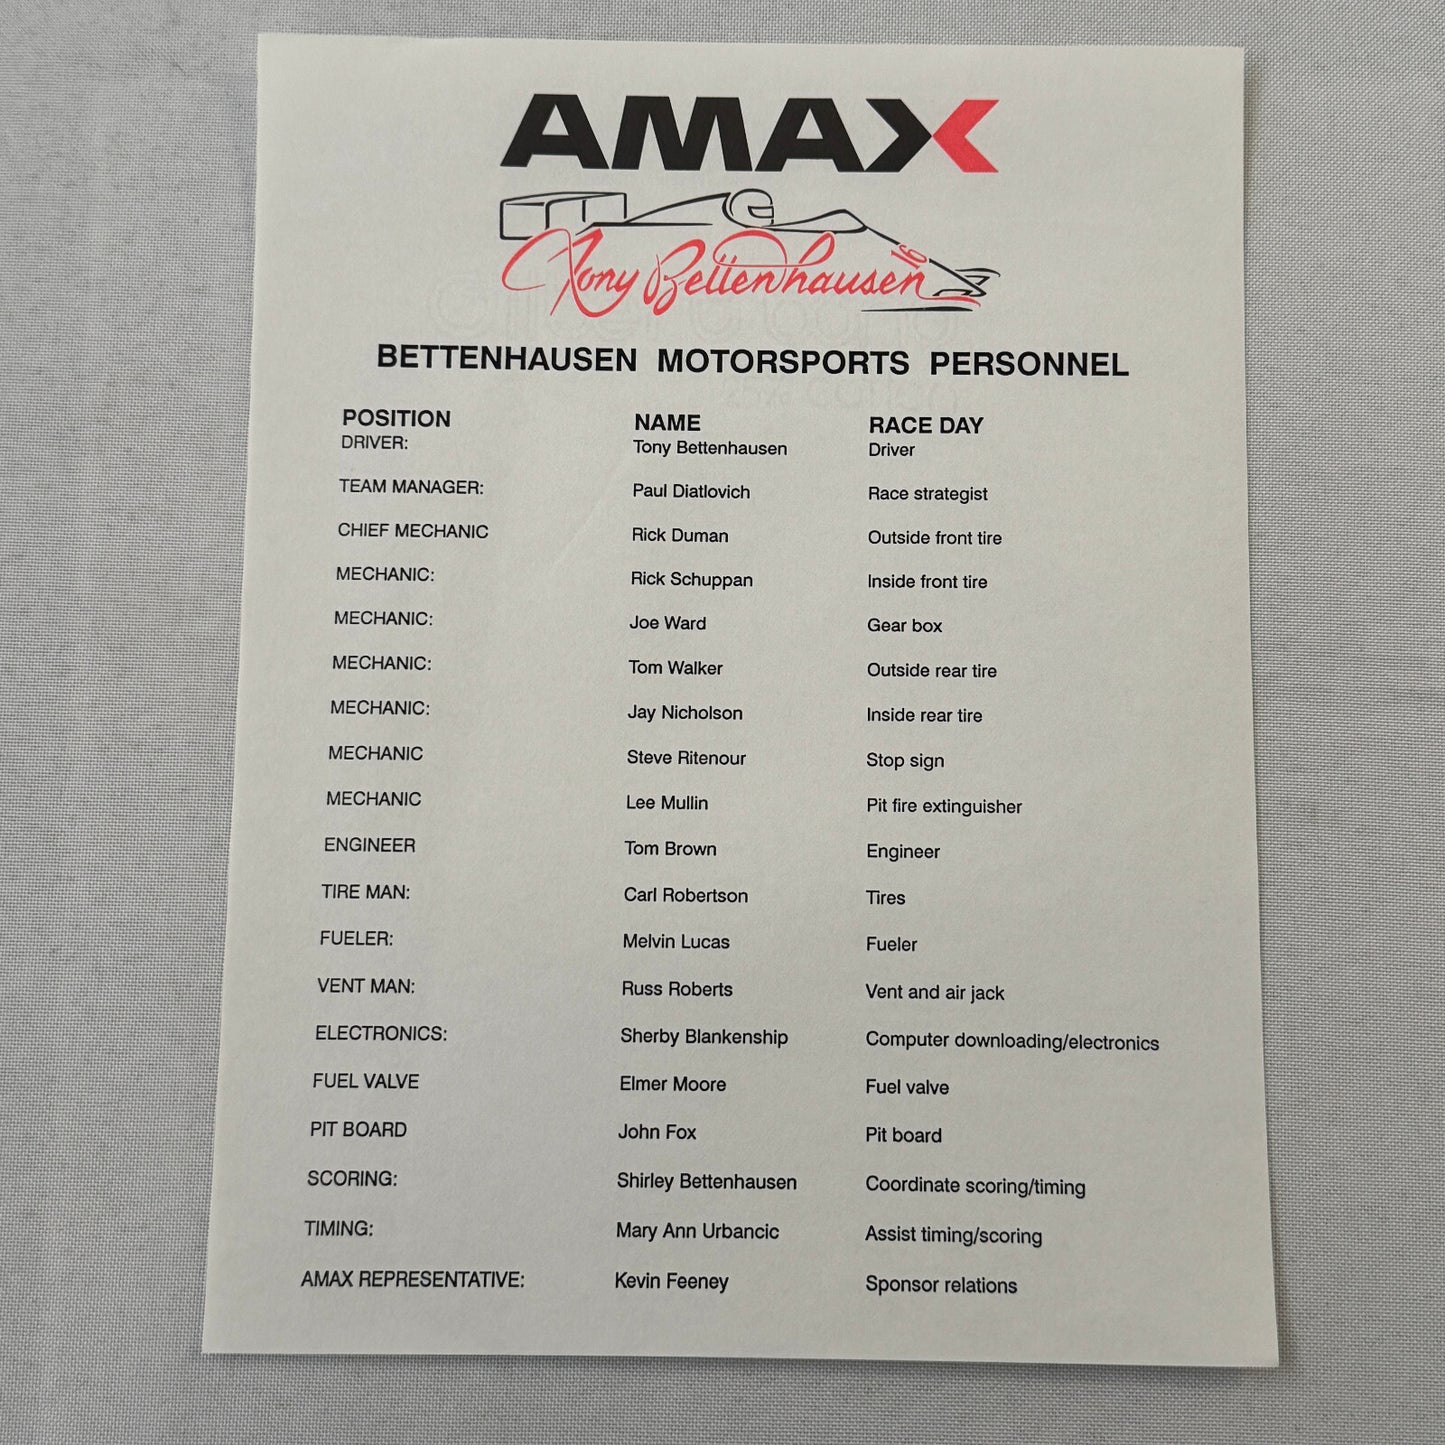 AMAX
Tony Bettenhausen 16
BETTENHAUSEN MOTORSPORTS PERSONNEL
POSITION NAME RACE DAY
DRIVER: Tony Bettenhausen Driver
TEAM MANAGER: Paul Diatlovich Race strategist
CHIEF MECHANIC Rick Duman Outside front tire
MECHANIC: Rick Schuppan Inside front tire
MECHANIC: Joe Ward Gear box
MECHANIC: Tom Walker Outside rear tire
MECHANIC: Jay Nicholson Inside rear tire
MECHANIC Steve Ritenour Stop sign
MECHANIC Lee Mullin Pit fire extinguisher
ENGINEER Tom Brown Engineer
TIRE MAN: Carl Robertson Tires
FUELER: Melvin Lucas Fueler
VENT MAN: Russ Roberts Vent and air jack
ELECTRONICS: Sherby Blankenship Computer downloading/electronics
FUEL VALVE Elmer Moore Fuel valve
PIT BOARD John Fox Pit board
SCORING: Shirley Bettenhausen Coordinate scoring/timing
TIMING: Mary Ann Urbancic Assist timing/scoring
AMAX REPRESENTATIVE: Kevin Feeney Sponsor relations